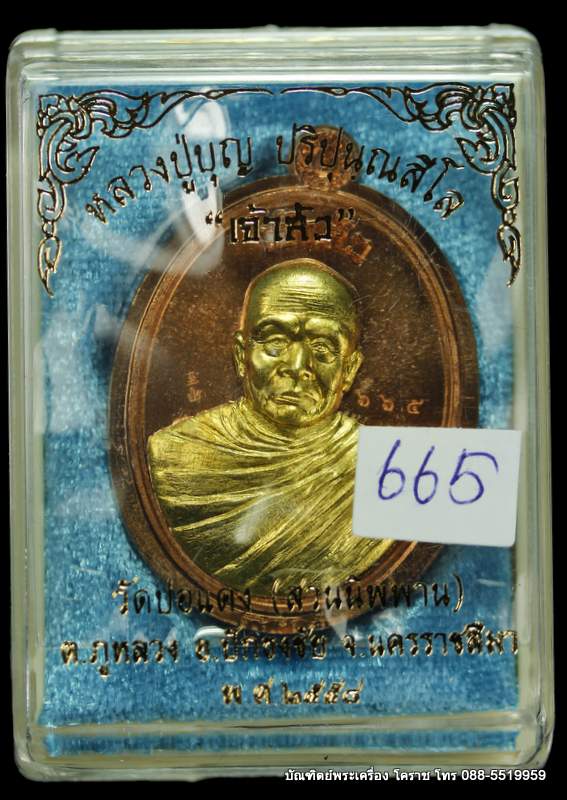 หลวงปู่บุญ ปริปุนฺณสีโล
“เจ้าสัว”
๖๖๕
665
วัดบ่อแดง (สวนนิพพาน)
ต.ภูหลวง อ.ปักธงชัย จ.นครราชสีมา
พ.ศ.๒๕๕๘
บัณฑิตย์พระเครื่อง โคราช โทร 088-5519959